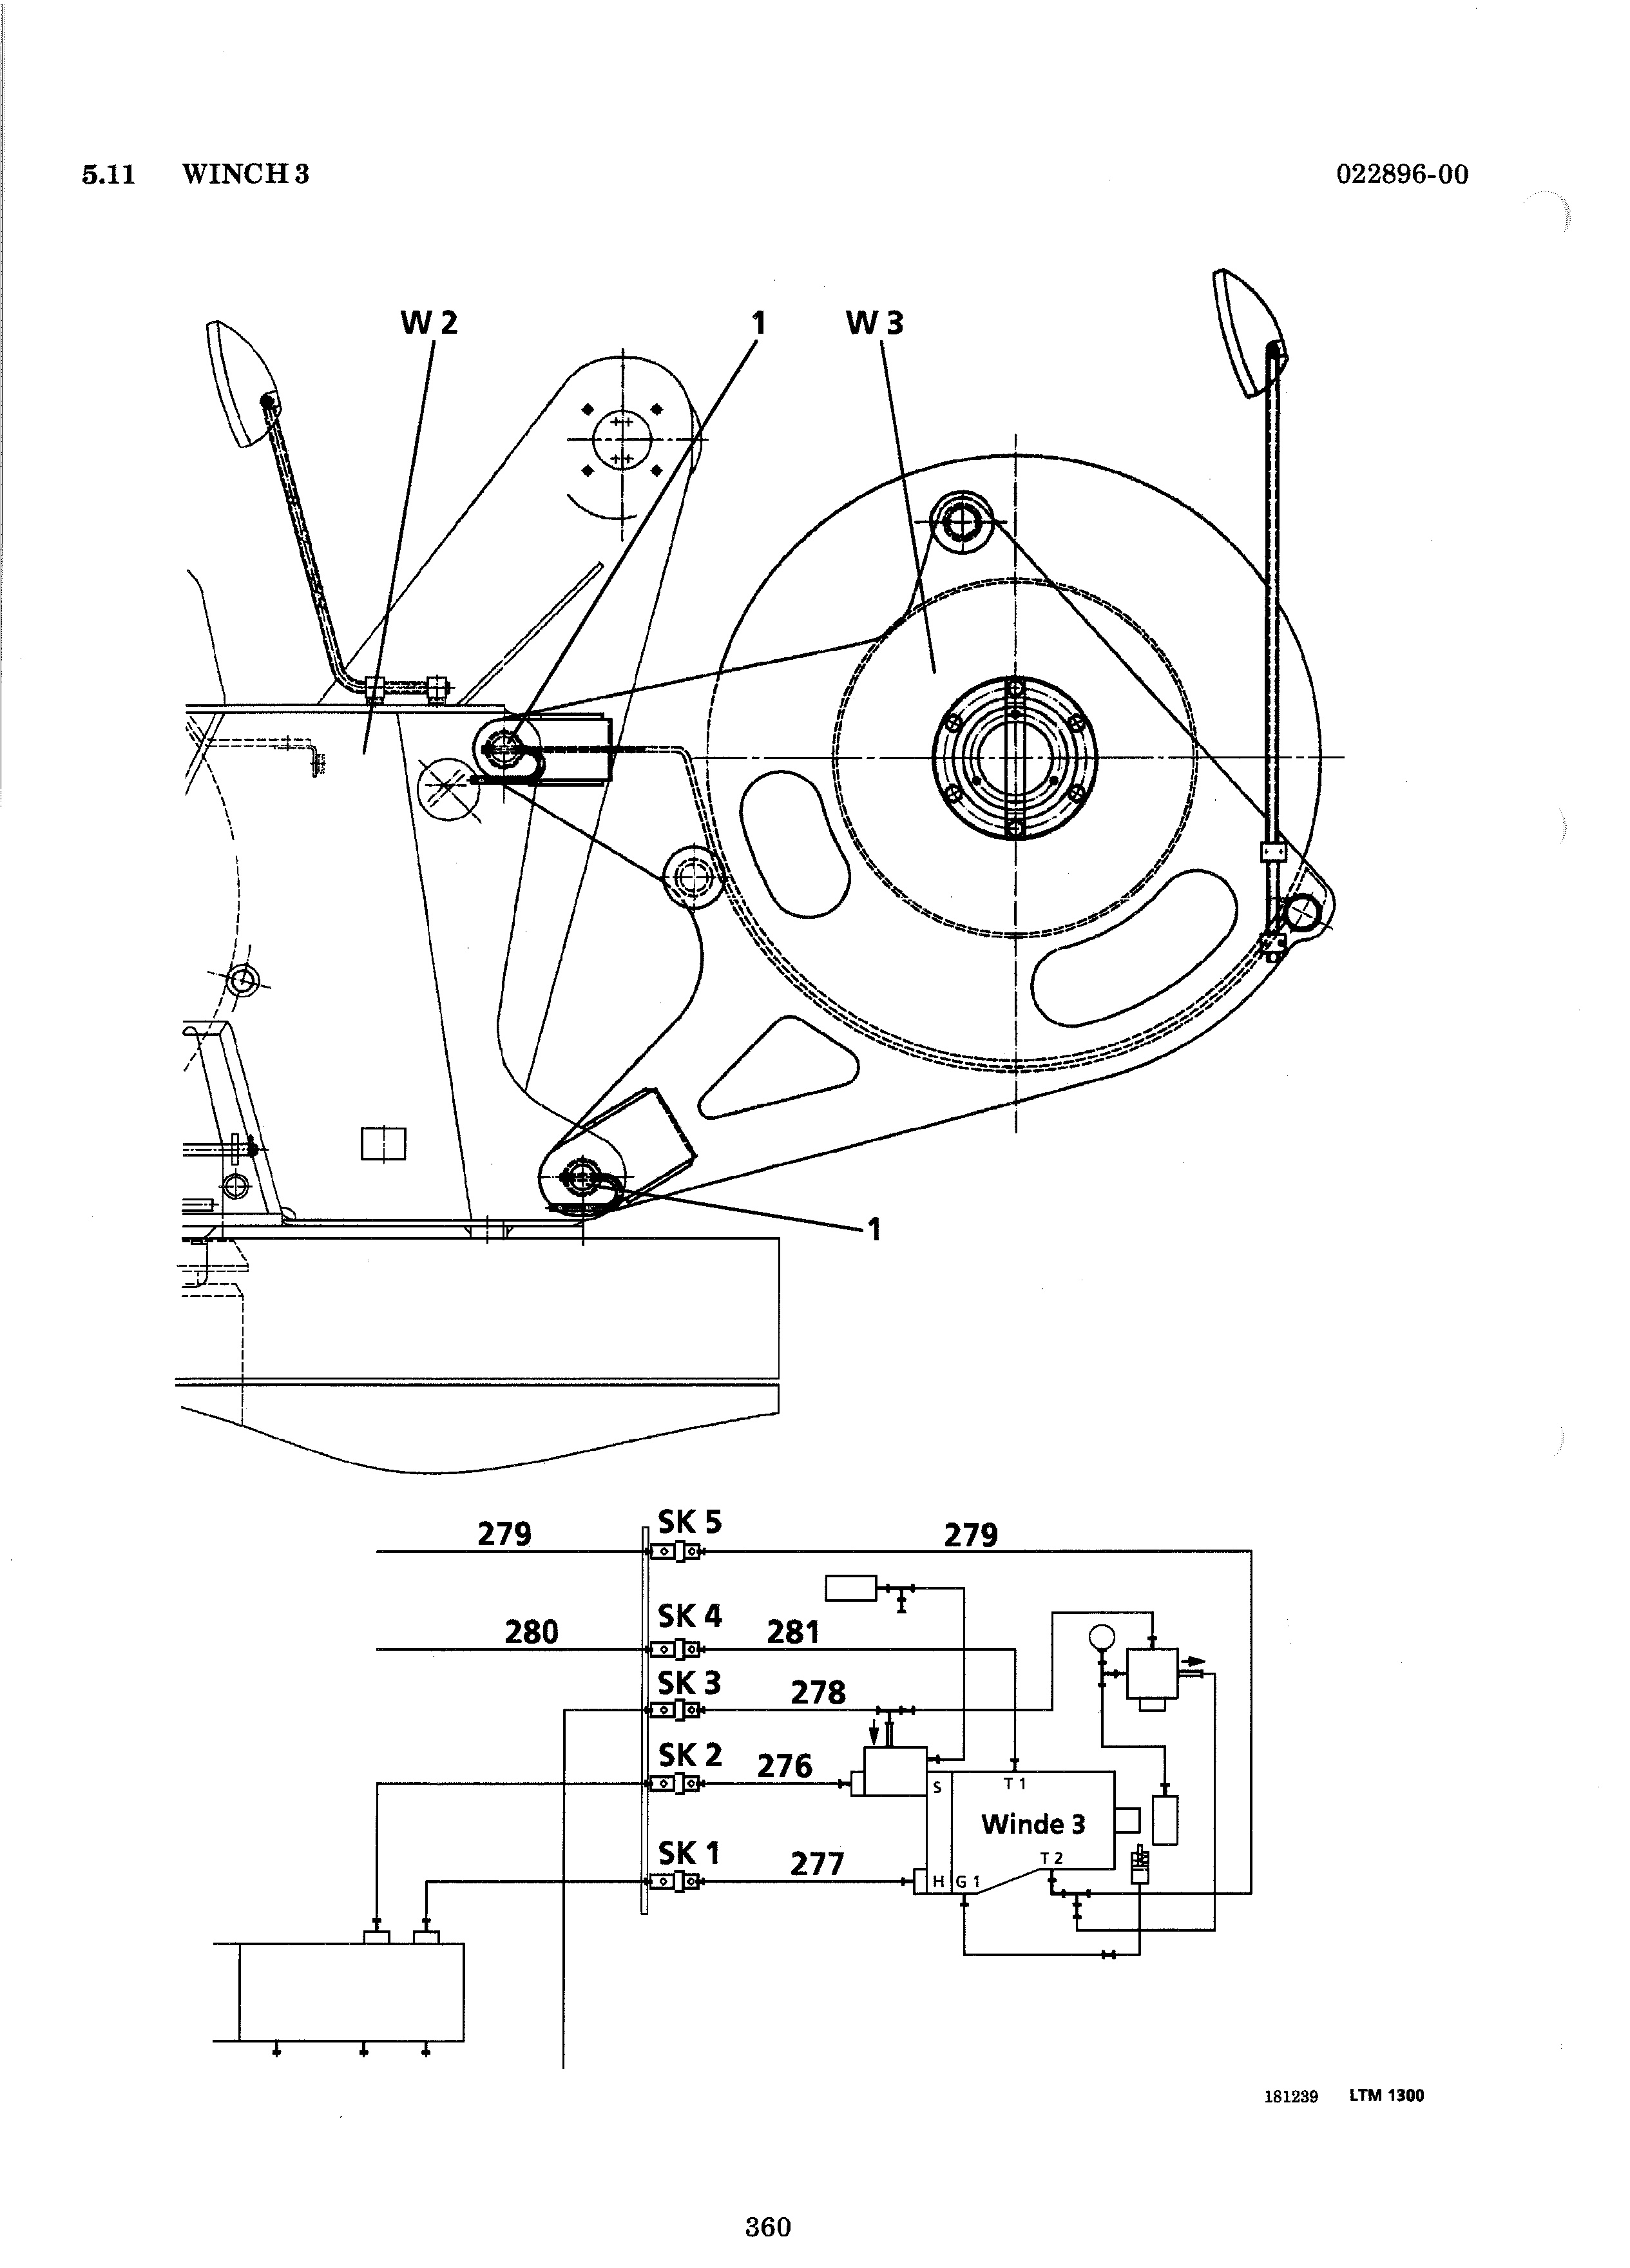 5.11 WINCH 3 022896-00
W 2 1 W 3
1
SK 5
279 279
SK 4
280 281
SK 3
278
SK 2
276
S T 1
Winde 3
SK 1
T 2
277
H G 1
181239 LTM 1300
360